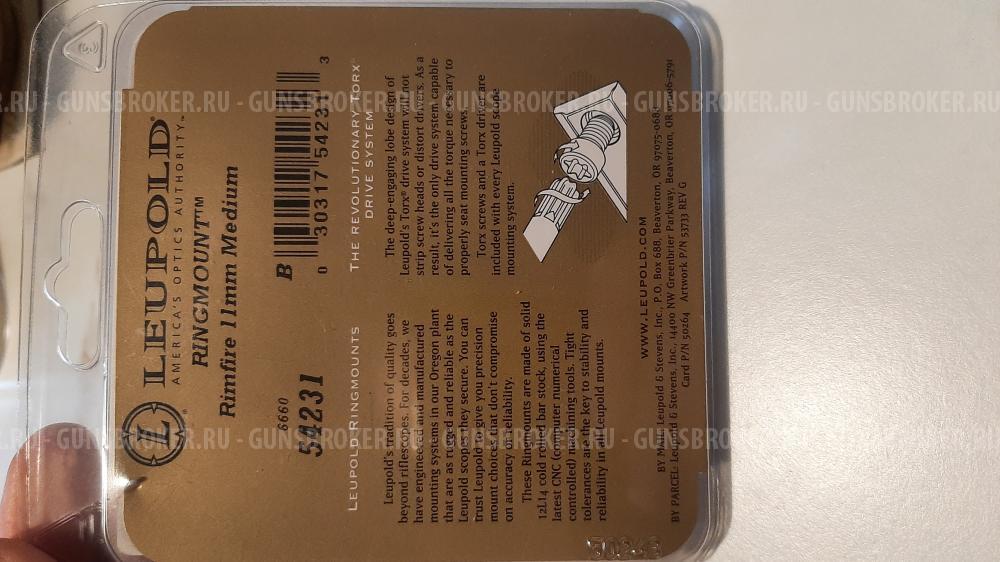 LEUPOLD®
AMERICA'S OPTICS AUTHORITY™
RINGMOUNT™
Rimfire 11mm Medium
6660
54231
B
0 30317 54231 3
LEUPOLD RINGMOUNTS
Leupold's tradition of quality goes
beyond riflescopes. For decades, we
have engineered and manufactured
mounting systems in our Oregon plant
that are as rugged and reliable as the
Leupold scopes they secure. You can
trust Leupold to give you precision
mount choices that don't compromise
on accuracy or reliability.
These Ringmounts are made of solid
12L14 cold rolled bar stock, using the
latest CNC (computer numerical
controlled) machining tools. Tight
tolerances are the key to stability and
reliability in Leupold mounts.
THE REVOLUTIONARY TORX®
DRIVE SYSTEM
The deep-engaging lobe design of
Leupold's Torx® drive system will not
strip screw heads or distort drivers. As a
result, it's the only drive system capable
of delivering all the torque necessary to
properly seat mounting screws.
Torx screws and a Torx driver are
included with every Leupold scope
mounting system.
WWW.LEUPOLD.COM
BY MAIL: Leupold & Stevens, Inc., P.O. Box 688, Beaverton, OR 97075-0688
BY PARCEL: Leupold & Stevens, Inc., 14400 NW Greenbrier Parkway, Beaverton, OR 97006-5791
Card P/N 50264 Artwork P/N 53733 REV G
3
GUNSBROKER.RU - GUNSBROKER.RU - GUNSBROKER.RU - GUNSBROKER.RU - GUNSBROKER.RU
GUNSBROKER.RU - GUNSBROKER.RU - GUNSBROKER.RU - GUNSBROKER.RU - GUNSBROKER.RU